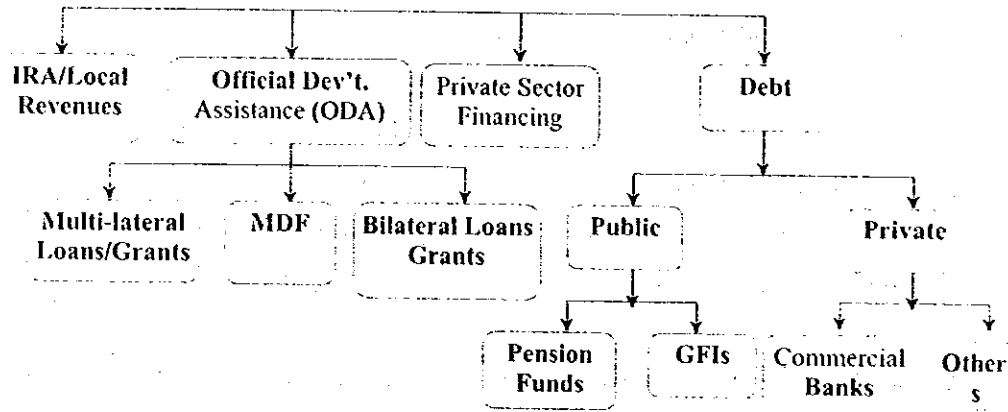 IRA/Local
Revenues
Official Dev't.
Assistance (ODA)
Private Sector
Financing
Debt
Multi-lateral
Loans/Grants
MDF
Bilateral Loans
Grants
Public
Private
Pension
Funds
GFIs
Commercial
Banks
Other
s